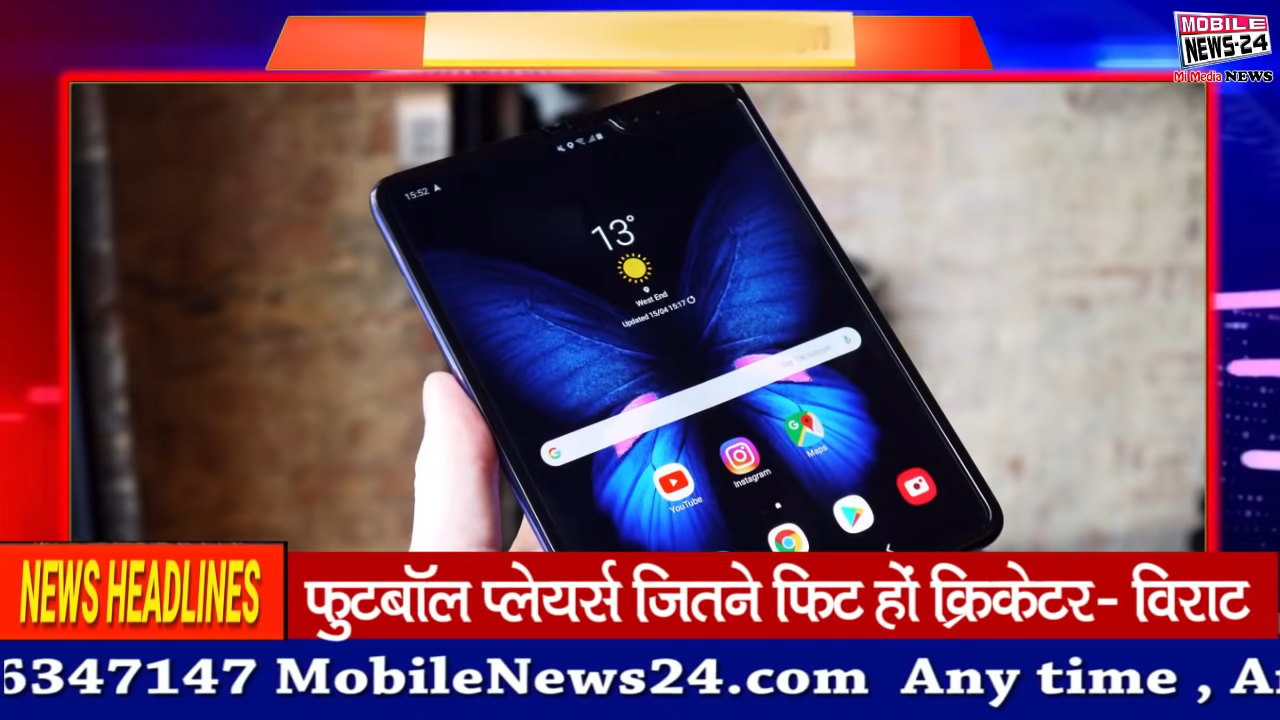 MOBILE
NEWS-24
Mi Media NEWS
15:52
13°
West End
Updated 15/04 15:17
YouTube
Instagram
Maps
NEWS HEADLINES
फुटबॉल प्लेयर्स जितने फिट हों क्रिकेटर- विराट
6347147 MobileNews24.com Any time ,